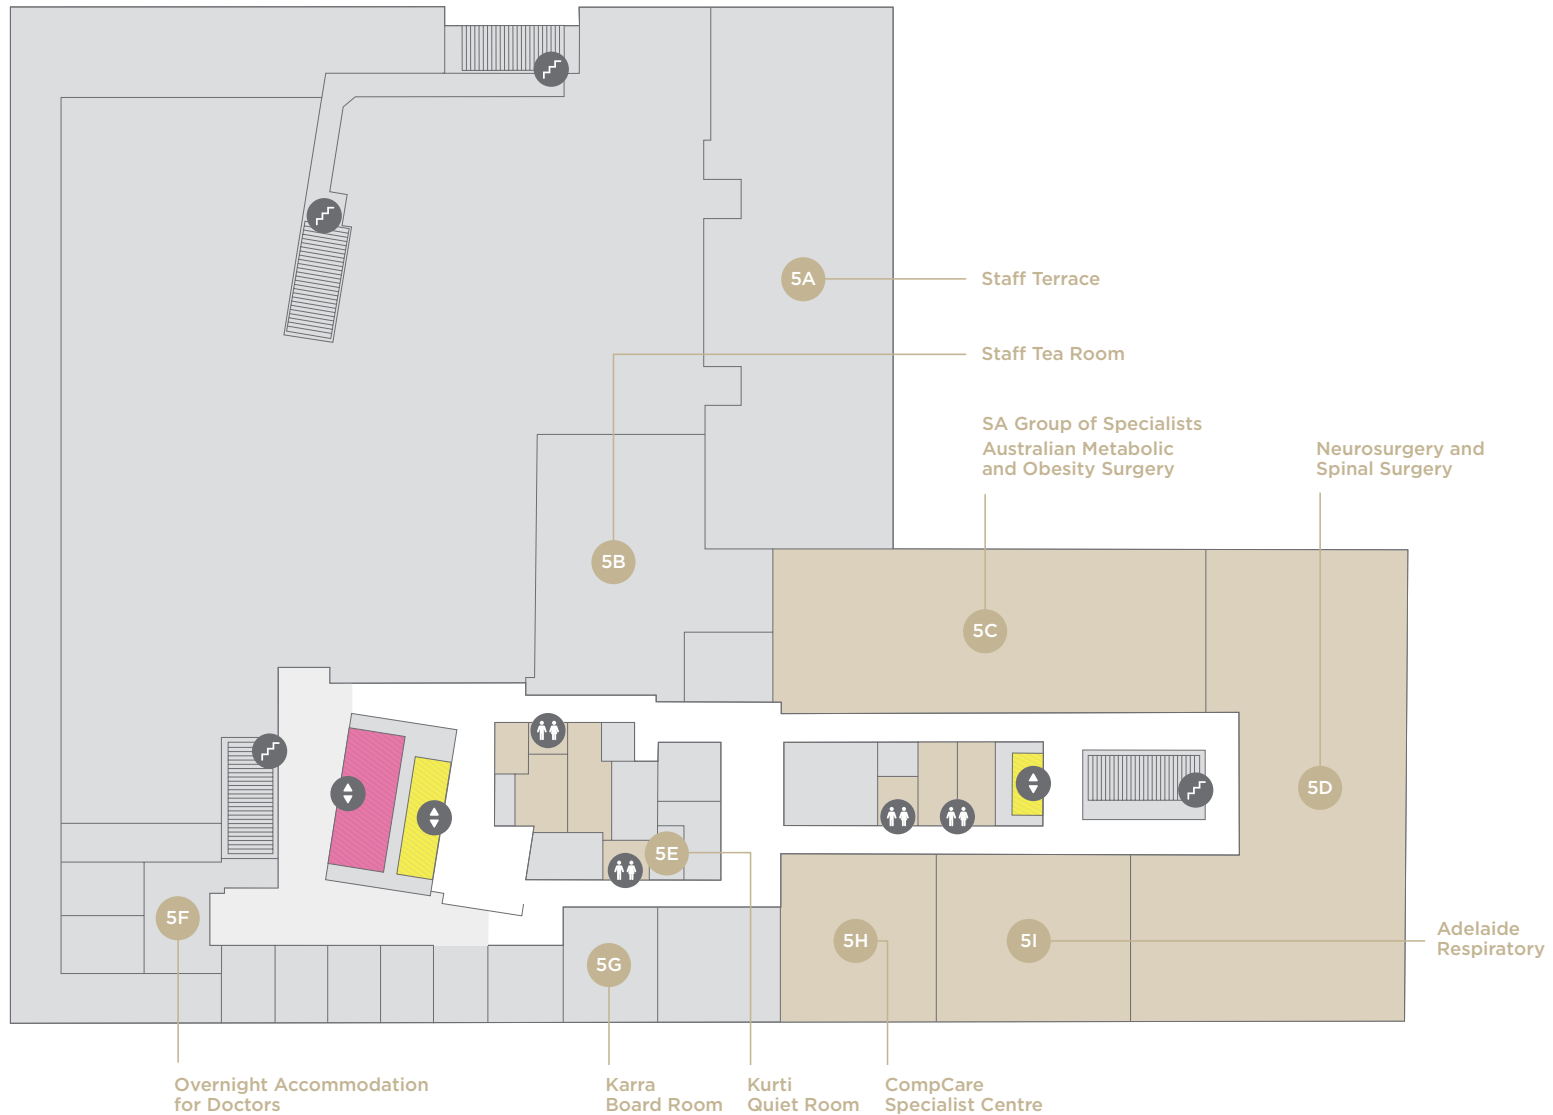 5A
Staff Terrace
Staff Tea Room
SA Group of Specialists
Australian Metabolic
and Obesity Surgery
Neurosurgery and
Spinal Surgery
5B
5C
5D
5E
5F
5G
5H
5I
Adelaide
Respiratory
Overnight Accommodation
for Doctors
Karra
Board Room
Kurti
Quiet Room
CompCare
Specialist Centre